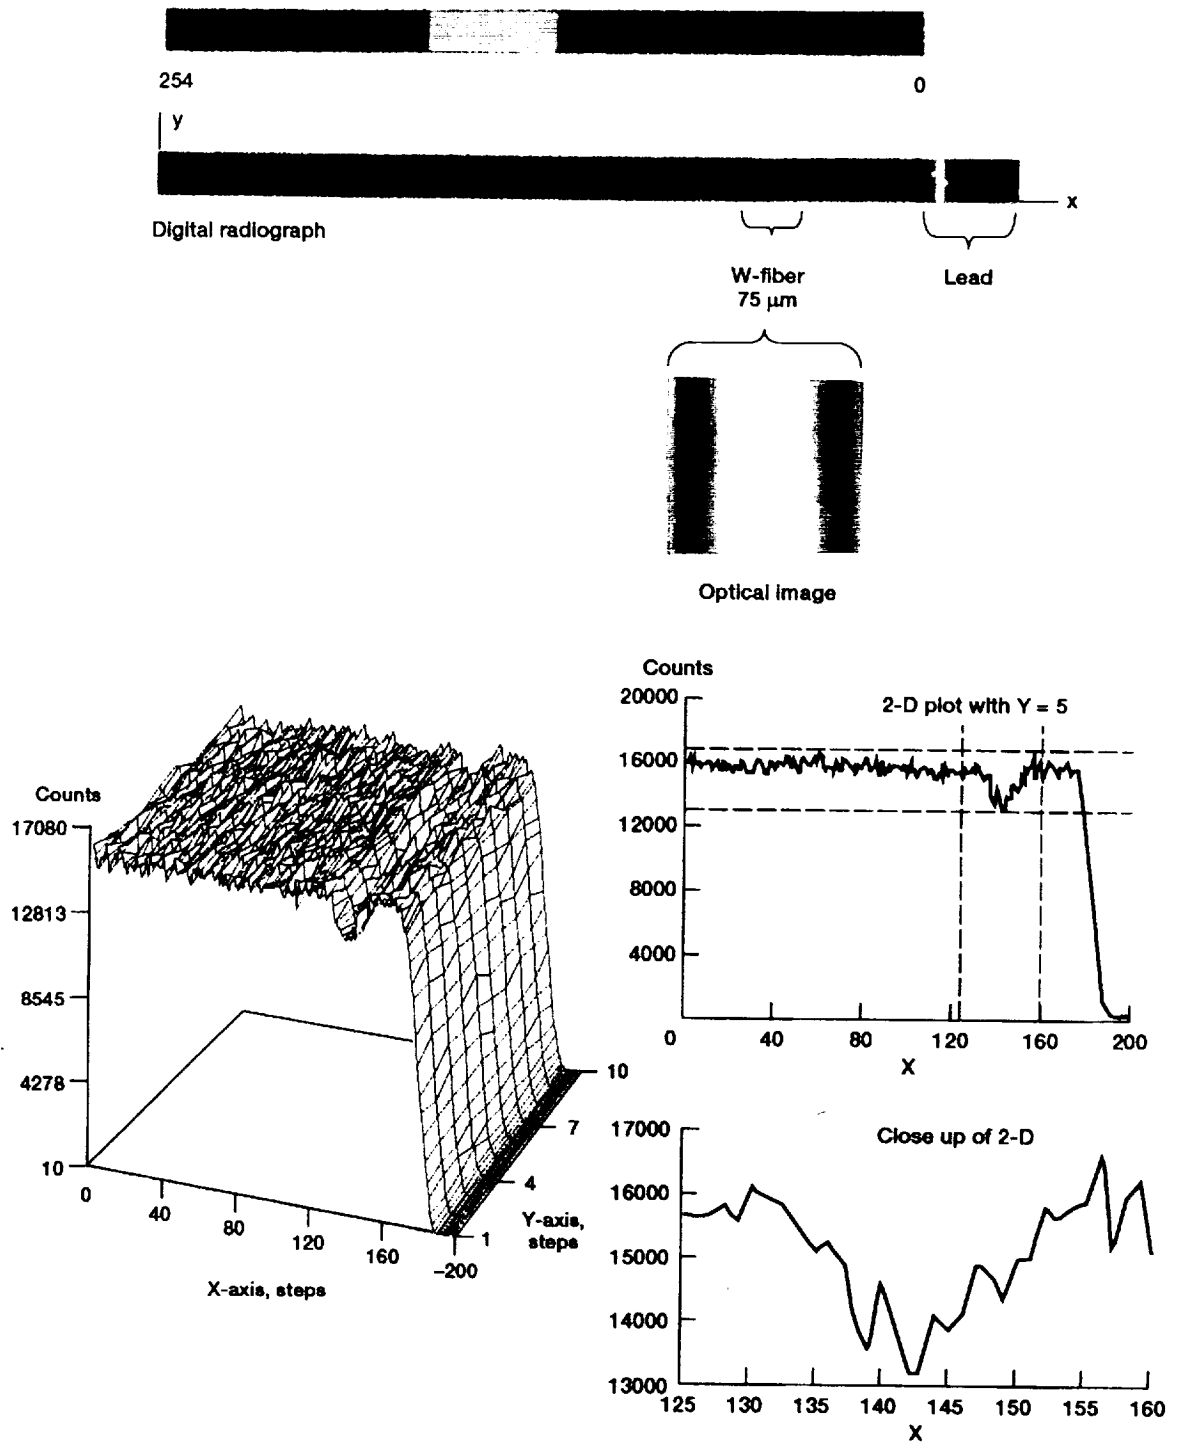 254
0
y
x
Digital radiograph
W-fiber
75 μm
Lead
Optical image
Counts
17080
12813
8545
4278
10
0
40
80
120
160
-200
X-axis, steps
1
4
7
10
Y-axis,
steps
Counts
2-D plot with Y = 5
20000
16000
12000
8000
4000
0
40
80
120
160
200
X
Close up of 2-D
17000
16000
15000
14000
13000
125
130
135
140
145
150
155
160
X